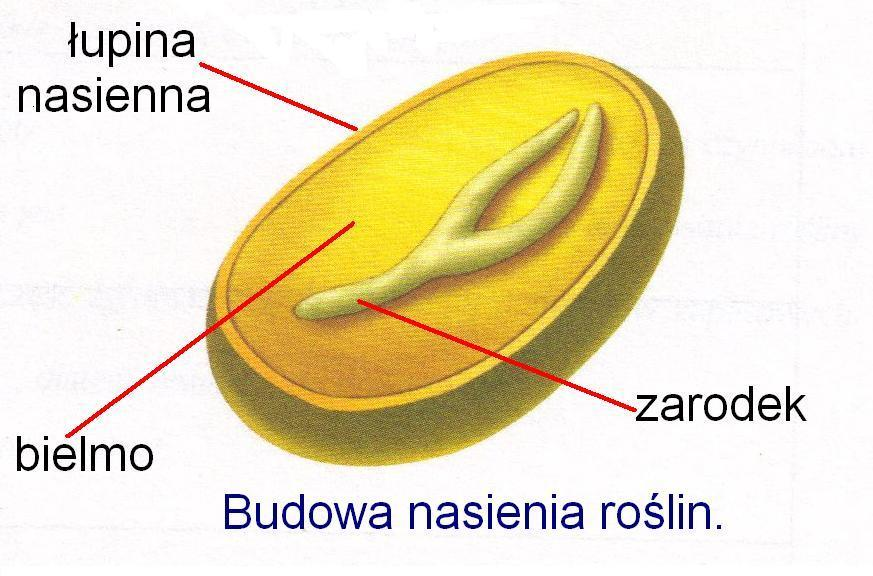 łupina
nasienna
zarodek
bielmo
Budowa nasienia roślin.